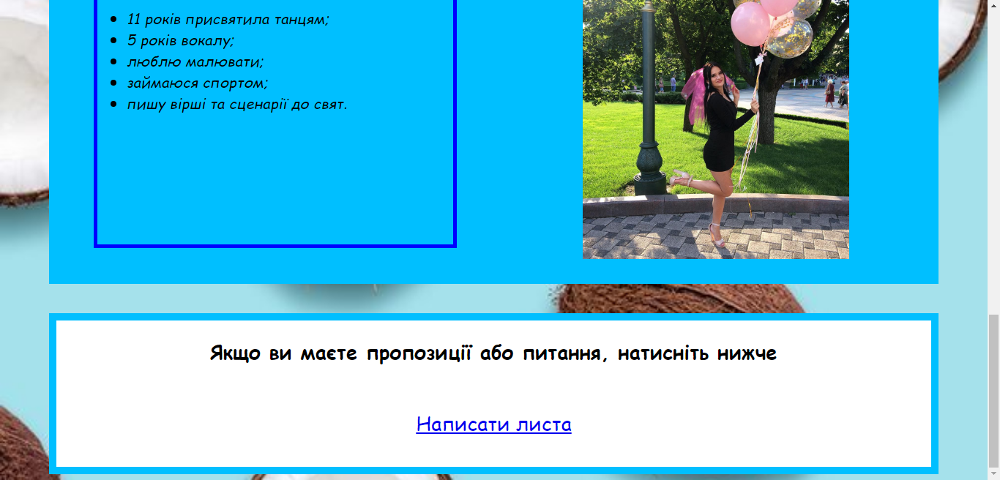 11 років присвятила танцям;
5 років вокалу;
люблю малювати;
займаюся спортом;
пишу вірші та сценарії до свят.
Якщо ви маєте пропозиції або питання, натисніть нижче
Написати листа